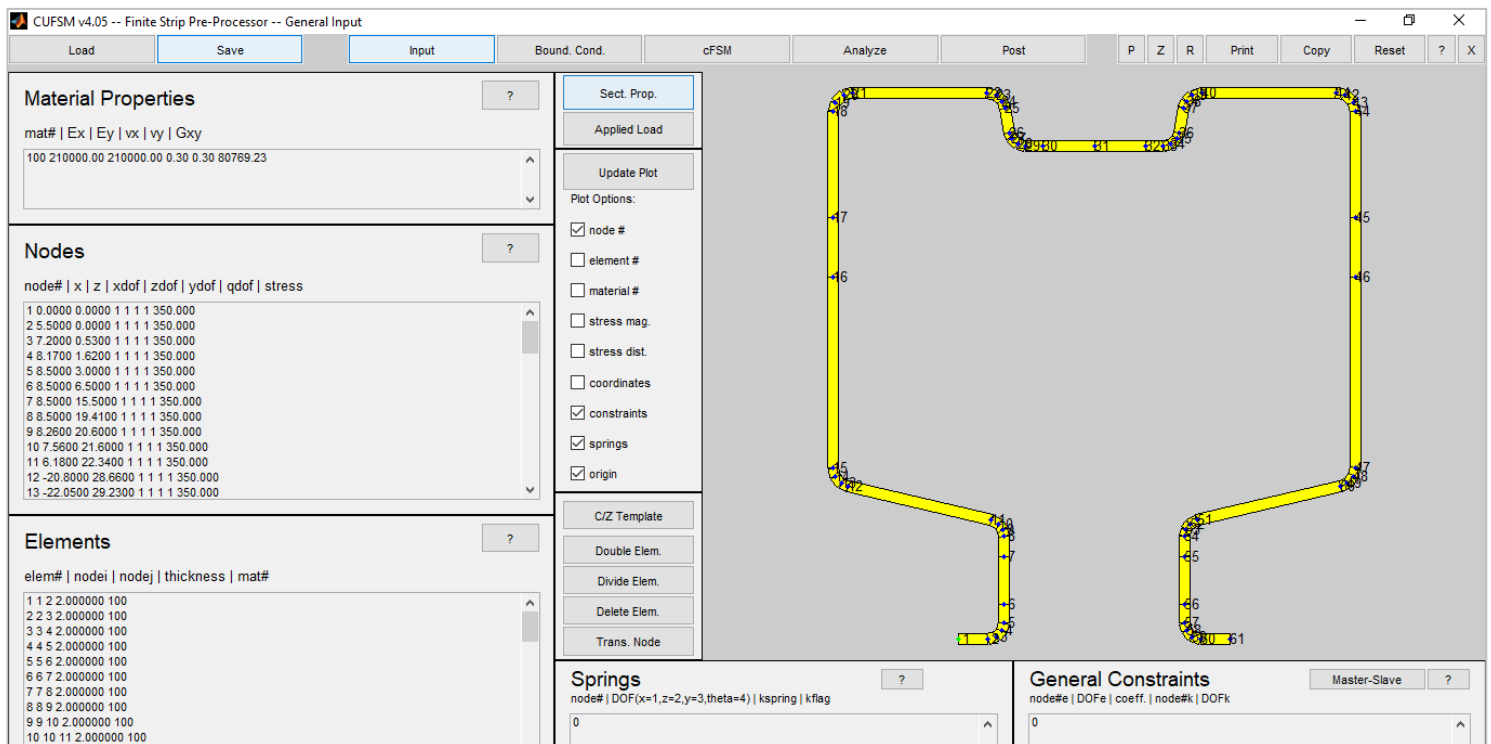 CUFSM v4.05 -- Finite Strip Pre-Processor -- General Input
Load Save Input Bound. Cond. cFSM Analyze Post P Z R Print Copy Reset ? X
Material Properties ?
mat# | Ex | Ey | vx | vy | Gxy
100 210000.00 210000.00 0.30 0.30 80769.23
Nodes ?
node# | x | z | xdof | zdof | ydof | qdof | stress
1 0.0000 0.0000 1 1 1 1 350.000
2 5.5000 0.0000 1 1 1 1 350.000
3 7.2000 0.5300 1 1 1 1 350.000
4 8.1700 1.6200 1 1 1 1 350.000
5 8.5000 3.0000 1 1 1 1 350.000
6 8.5000 6.5000 1 1 1 1 350.000
7 8.5000 15.5000 1 1 1 1 350.000
8 8.5000 19.4100 1 1 1 1 350.000
9 8.2600 20.6000 1 1 1 1 350.000
10 7.5600 21.6000 1 1 1 1 350.000
11 6.1800 22.3400 1 1 1 1 350.000
12 -20.8000 28.6600 1 1 1 1 350.000
13 -22.0500 29.2300 1 1 1 1 350.000
Elements ?
elem# | nodei | nodej | thickness | mat#
1 1 2 2.000000 100
2 2 3 2.000000 100
3 3 4 2.000000 100
4 4 5 2.000000 100
5 5 6 2.000000 100
6 6 7 2.000000 100
7 7 8 2.000000 100
8 8 9 2.000000 100
9 9 10 2.000000 100
10 10 11 2.000000 100
Sect. Prop.
Applied Load
Update Plot
Plot Options:
node #
element #
material #
stress mag.
stress dist.
coordinates
constraints
springs
origin
C/Z Template
Double Elem.
Divide Elem.
Delete Elem.
Trans. Node
17
45
16
46
31
7
6
1
61
Springs ?
node# | DOF(x=1,z=2,y=3,theta=4) | kspring | kflag
0
General Constraints Master-Slave ?
node#e | DOFe | coeff. | node#k | DOFk
0